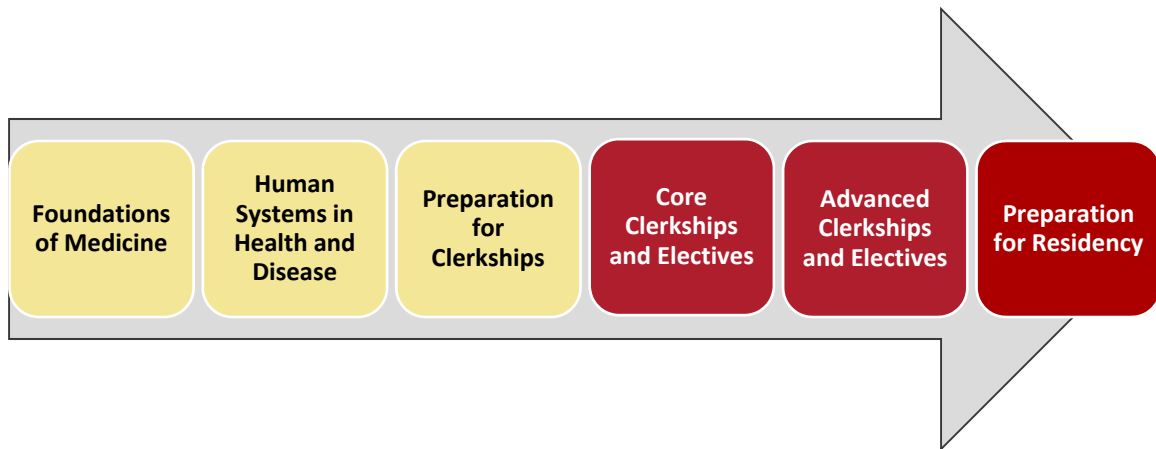 Foundations
of Medicine
Human
Systems in
Health and
Disease
Preparation
for
Clerkships
Core
Clerkships
and Electives
Advanced
Clerkships
and Electives
Preparation
for Residency